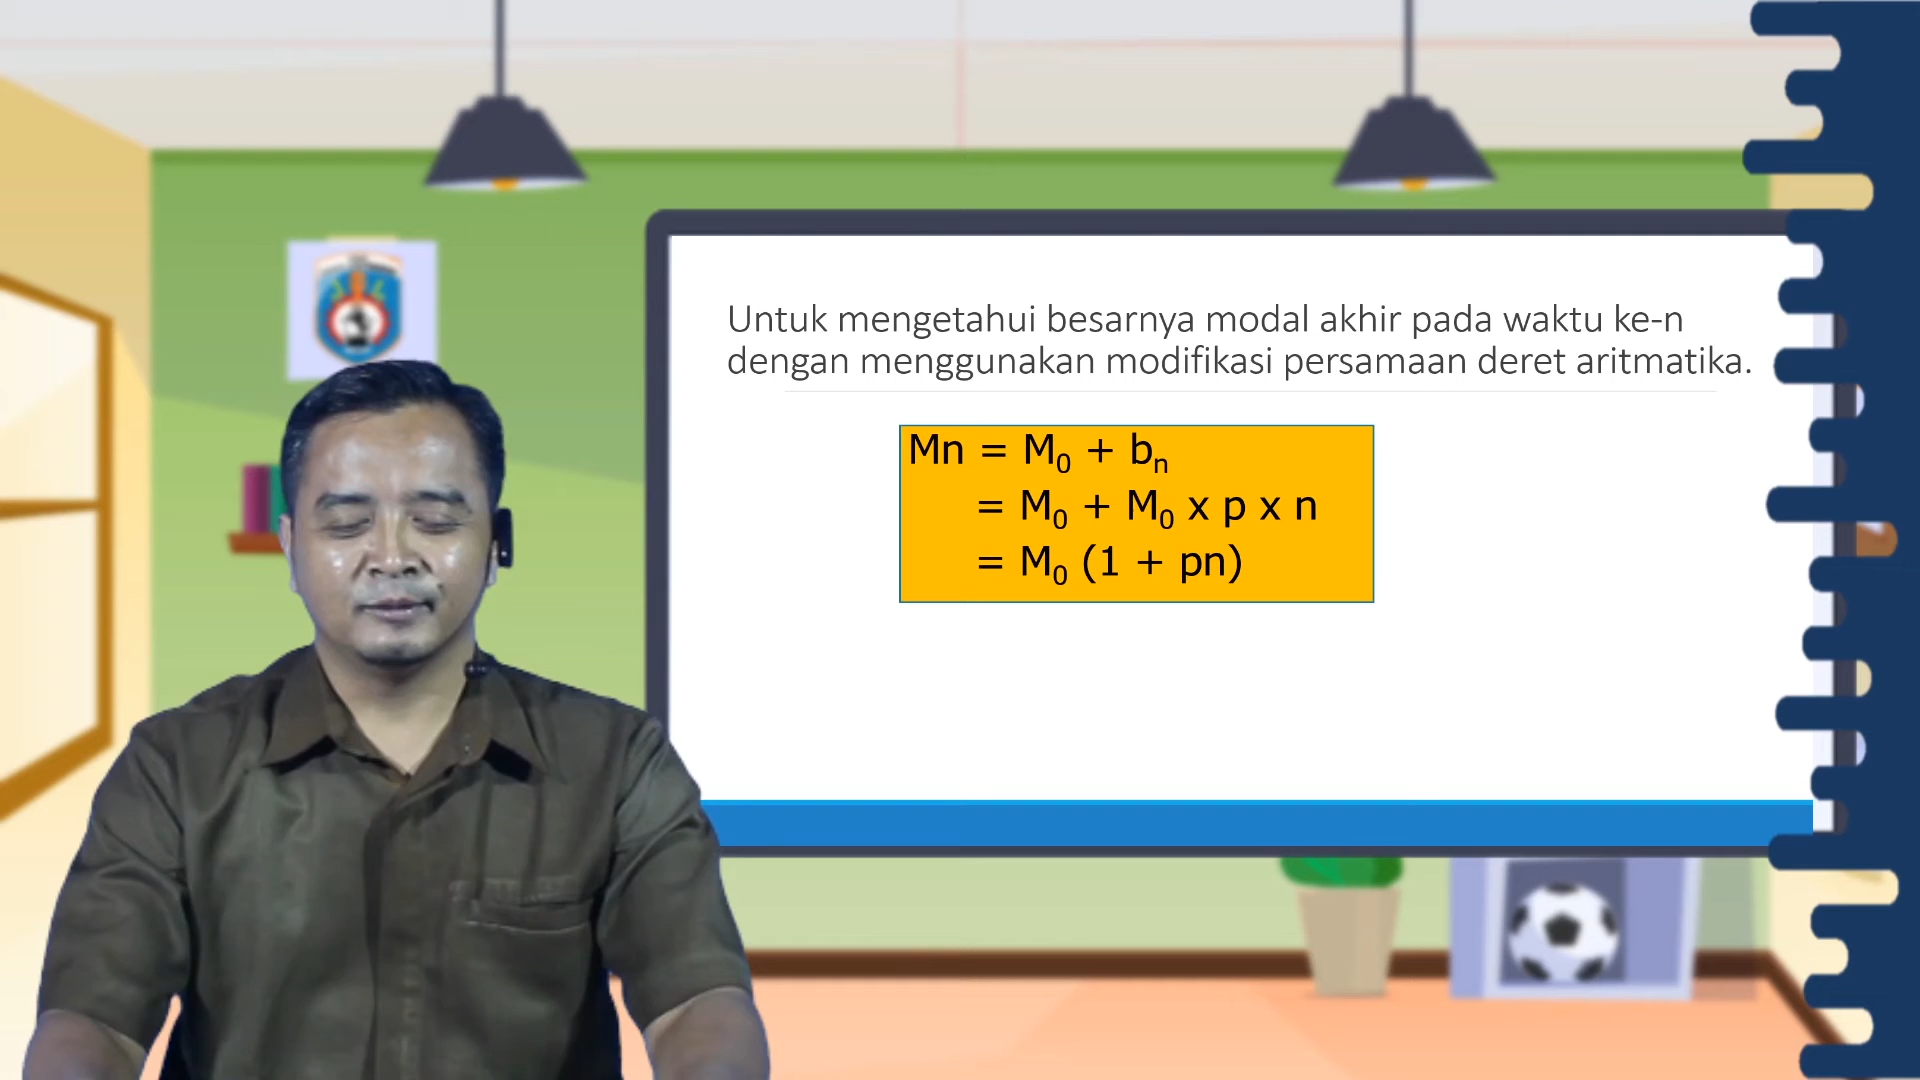 Untuk mengetahui besarnya modal akhir pada waktu ke-n
dengan menggunakan modifikasi persamaan deret aritmatika.
Mn = M₀ + bₙ
= M₀ + M₀ x p x n
= M₀ (1 + pn)